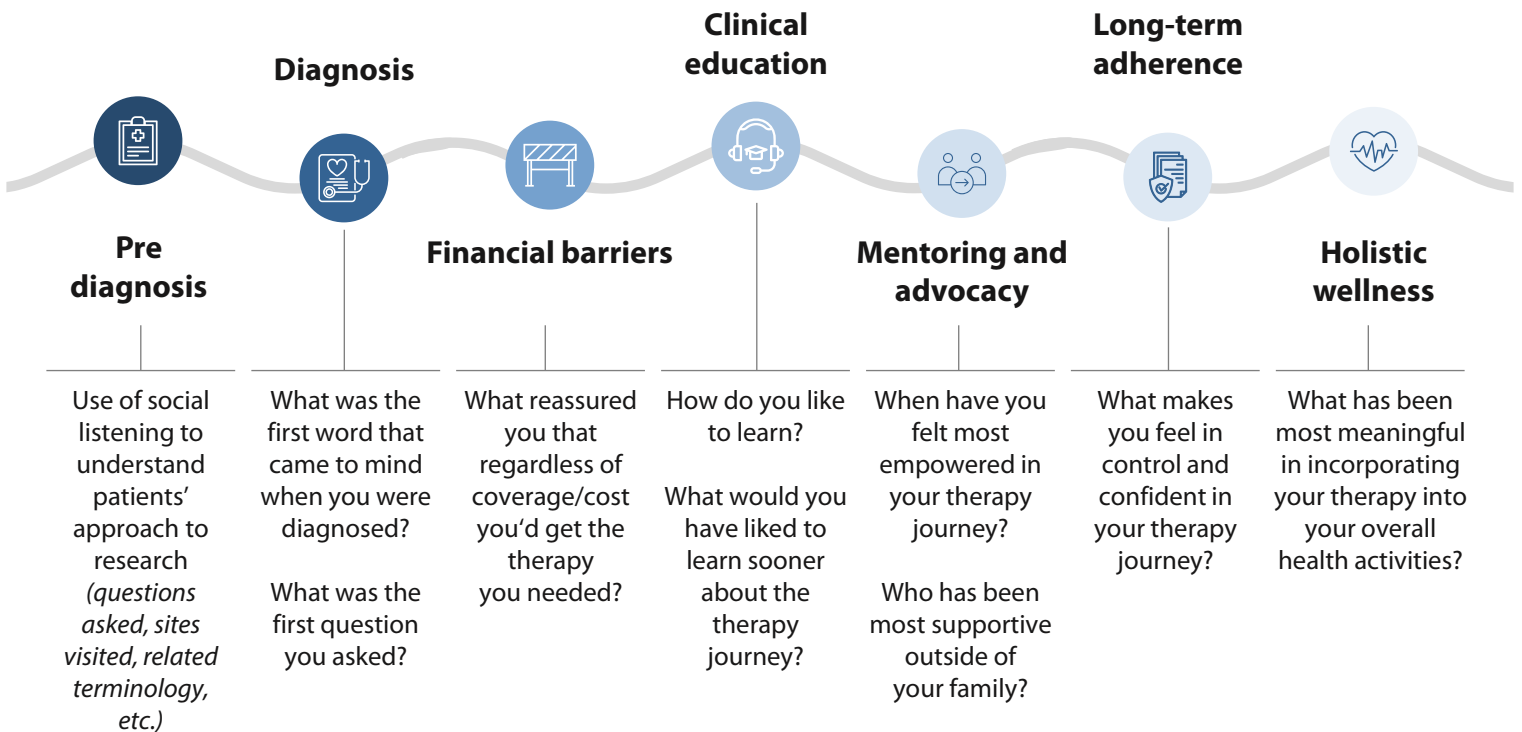 Pre
diagnosis
Use of social
listening to
understand
patients’
approach to
research
(questions
asked, sites
visited, related
terminology,
etc.)
Diagnosis
What was the
first word that
came to mind
when you were
diagnosed?
What was the
first question
you asked?
Financial barriers
What reassured
you that
regardless of
coverage/cost
you‘d get the
therapy
you needed?
Clinical
education
How do you like
to learn?
What would you
have liked to
learn sooner
about the
therapy
journey?
Mentoring and
advocacy
When have you
felt most
empowered in
your therapy
journey?
Who has been
most supportive
outside of
your family?
Long-term
adherence
What makes
you feel in
control and
confident in
your therapy
journey?
Holistic
wellness
What has been
most meaningful
in incorporating
your therapy into
your overall
health activities?